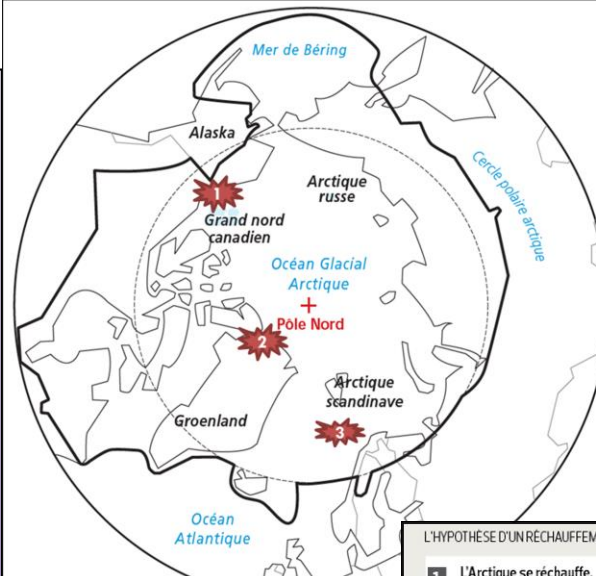 Mer de Béring
Alaska
Cercle polaire arctique
Arctique
russe
1
Grand nord
canadien
Océan Glacial
Arctique
Pôle Nord
2
Arctique
scandinave
Groenland
3
Océan
Atlantique
L'HYPOTHÈSE D'UN RÉCHAUFFEM
1 L'Arctique se réchauffe.